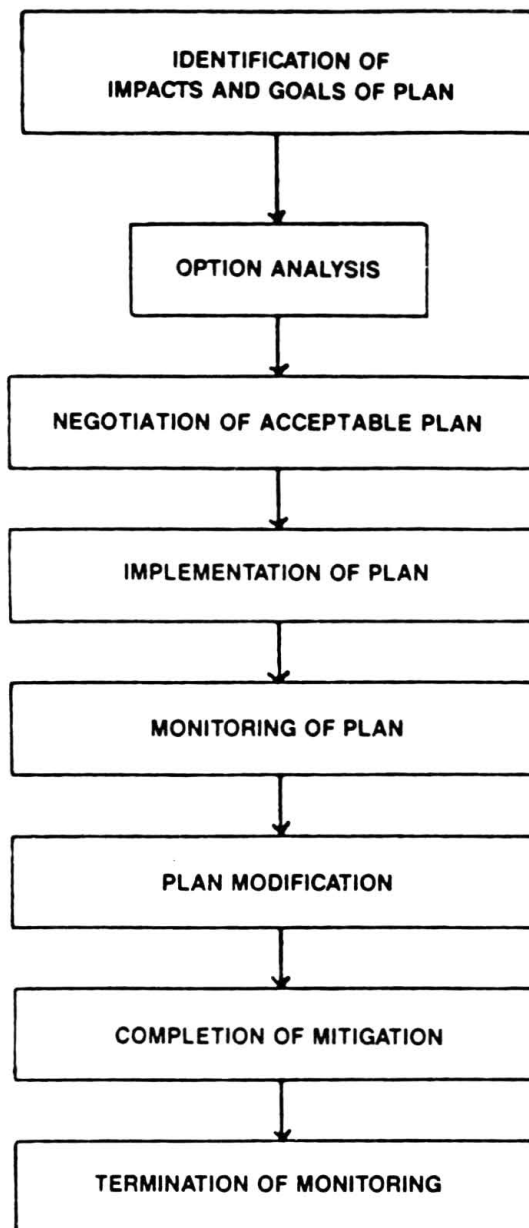 IDENTIFICATION OF
IMPACTS AND GOALS OF PLAN
OPTION ANALYSIS
NEGOTIATION OF ACCEPTABLE PLAN
IMPLEMENTATION OF PLAN
MONITORING OF PLAN
PLAN MODIFICATION
COMPLETION OF MITIGATION
TERMINATION OF MONITORING